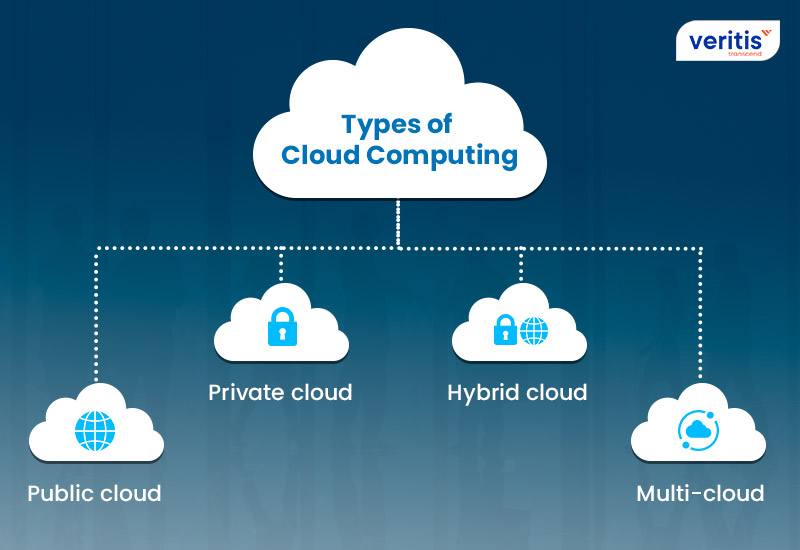 veritis
transcend
Types of
Cloud Computing
Private cloud
Hybrid cloud
Public cloud
Multi-cloud